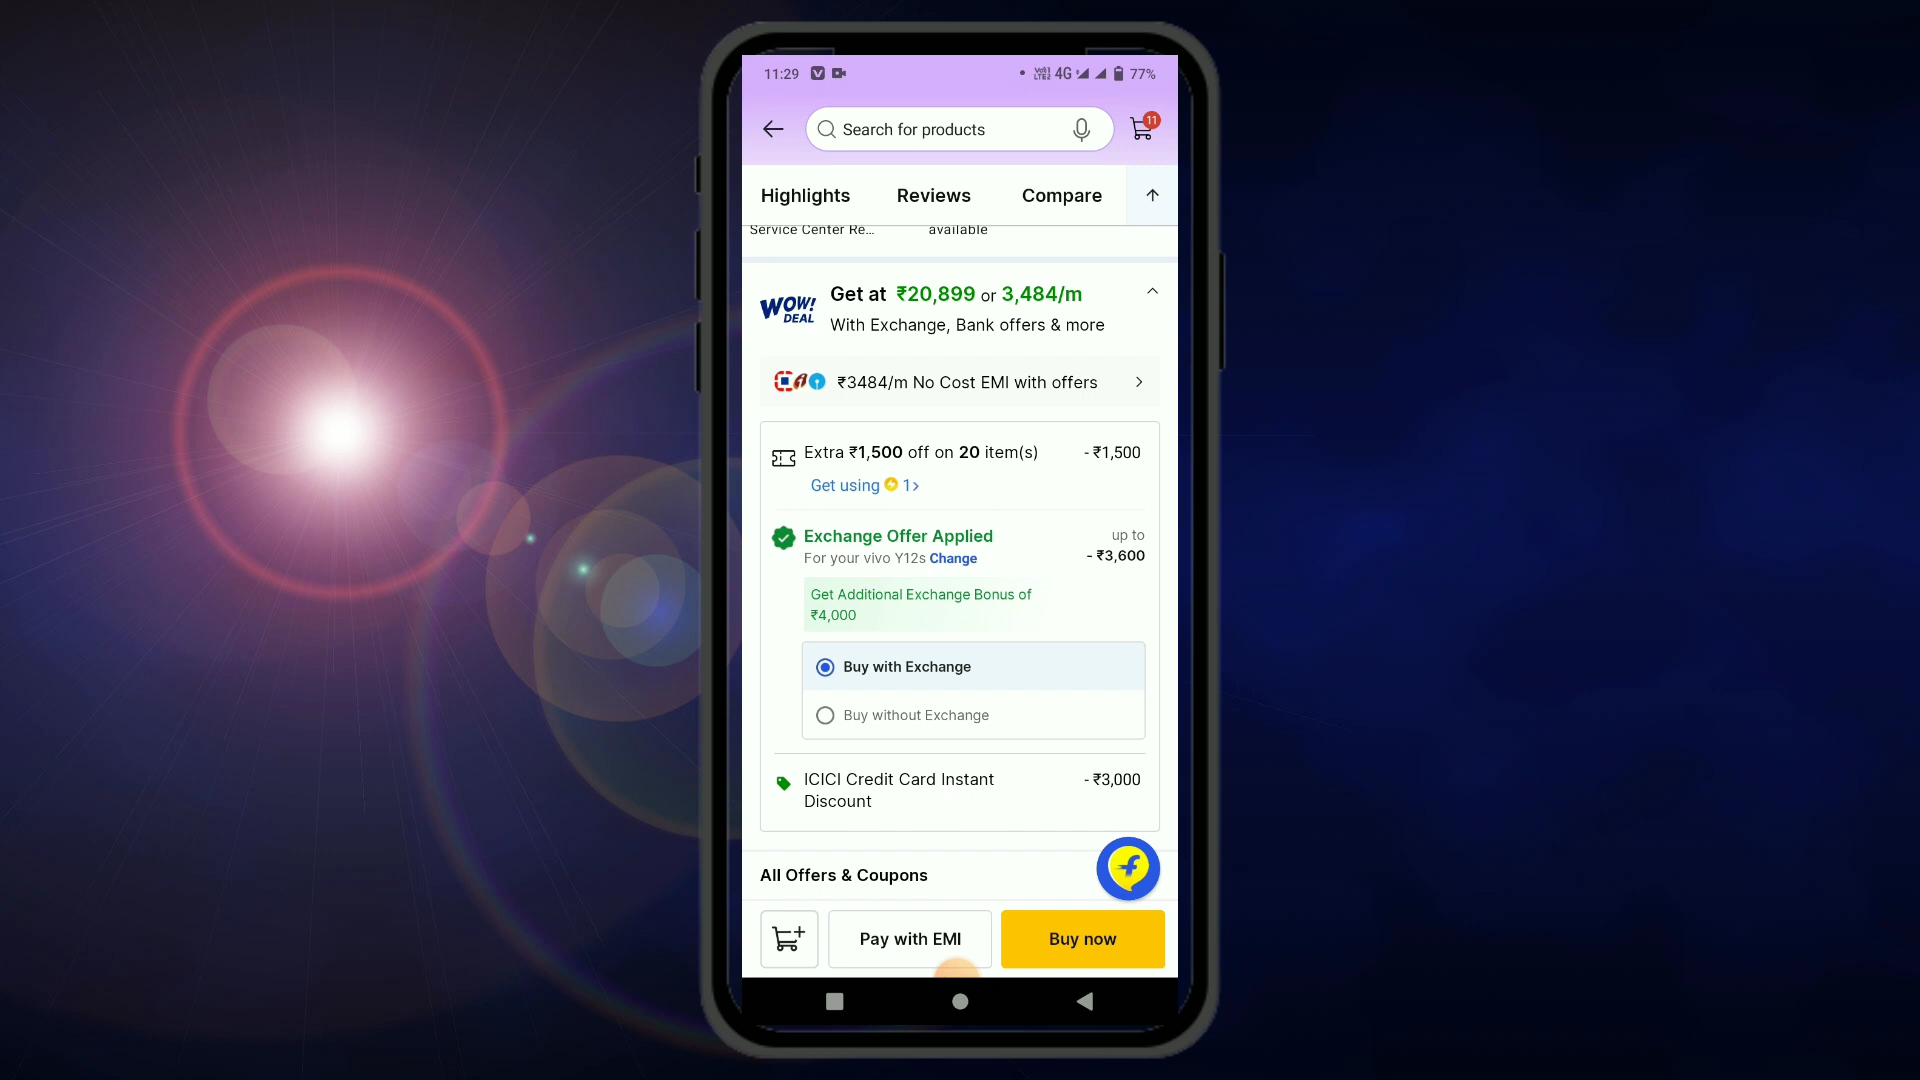 11:29 4G 77%
Search for products 11
Highlights Reviews Compare
Service Center Re... available
WOW! DEAL
Get at ₹20,899 or 3,484/m
With Exchange, Bank offers & more
₹3484/m No Cost EMI with offers
Extra ₹1,500 off on 20 item(s) - ₹1,500
Get using 1
Exchange Offer Applied up to
For your vivo Y12s Change - ₹3,600
Get Additional Exchange Bonus of
₹4,000
Buy with Exchange
Buy without Exchange
ICICI Credit Card Instant - ₹3,000
Discount
All Offers & Coupons
Pay with EMI Buy now